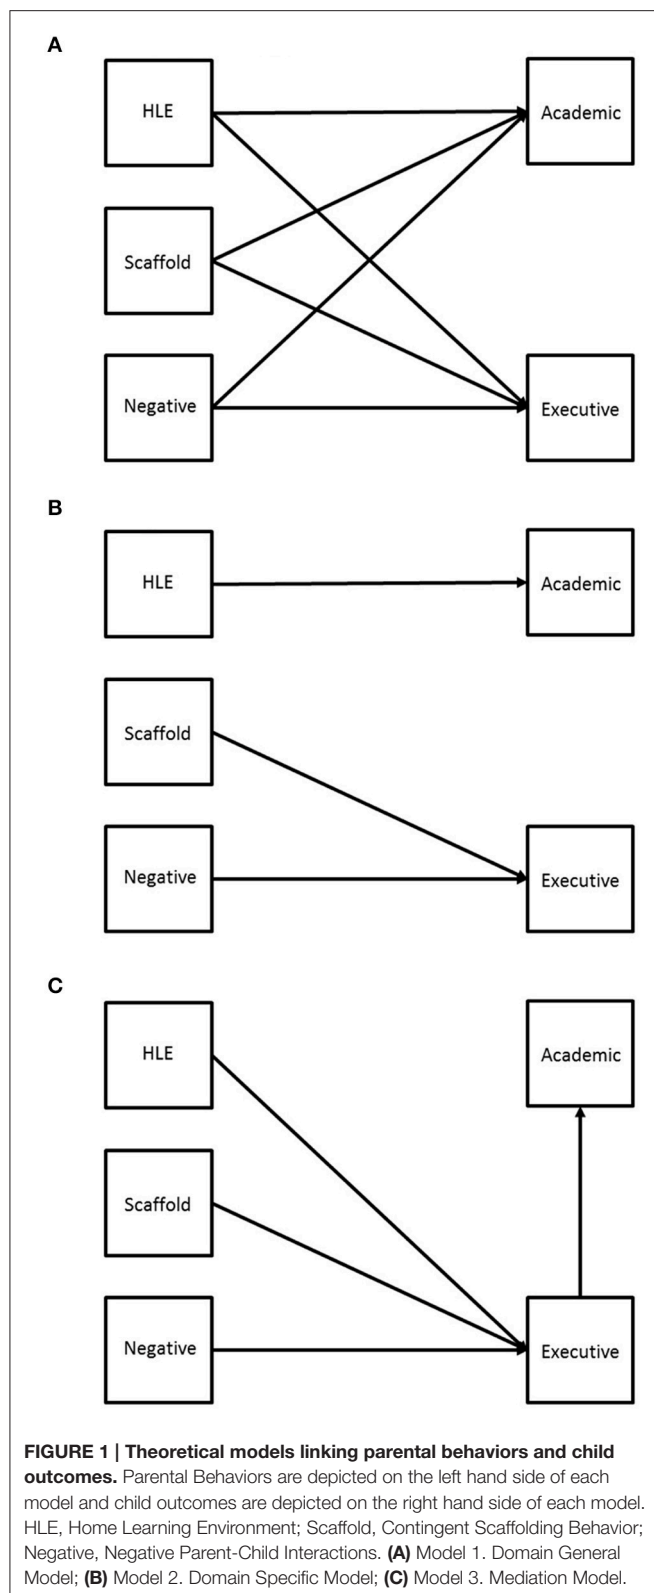 A
HLE
Academic
Scaffold
Negative
Executive
B
HLE
Academic
Scaffold
Negative
Executive
C
HLE
Academic
Scaffold
Negative
Executive
FIGURE 1 | Theoretical models linking parental behaviors and child
outcomes. Parental Behaviors are depicted on the left hand side of each
model and child outcomes are depicted on the right hand side of each model.
HLE, Home Learning Environment; Scaffold, Contingent Scaffolding Behavior;
Negative, Negative Parent-Child Interactions. (A) Model 1. Domain General
Model; (B) Model 2. Domain Specific Model; (C) Model 3. Mediation Model.